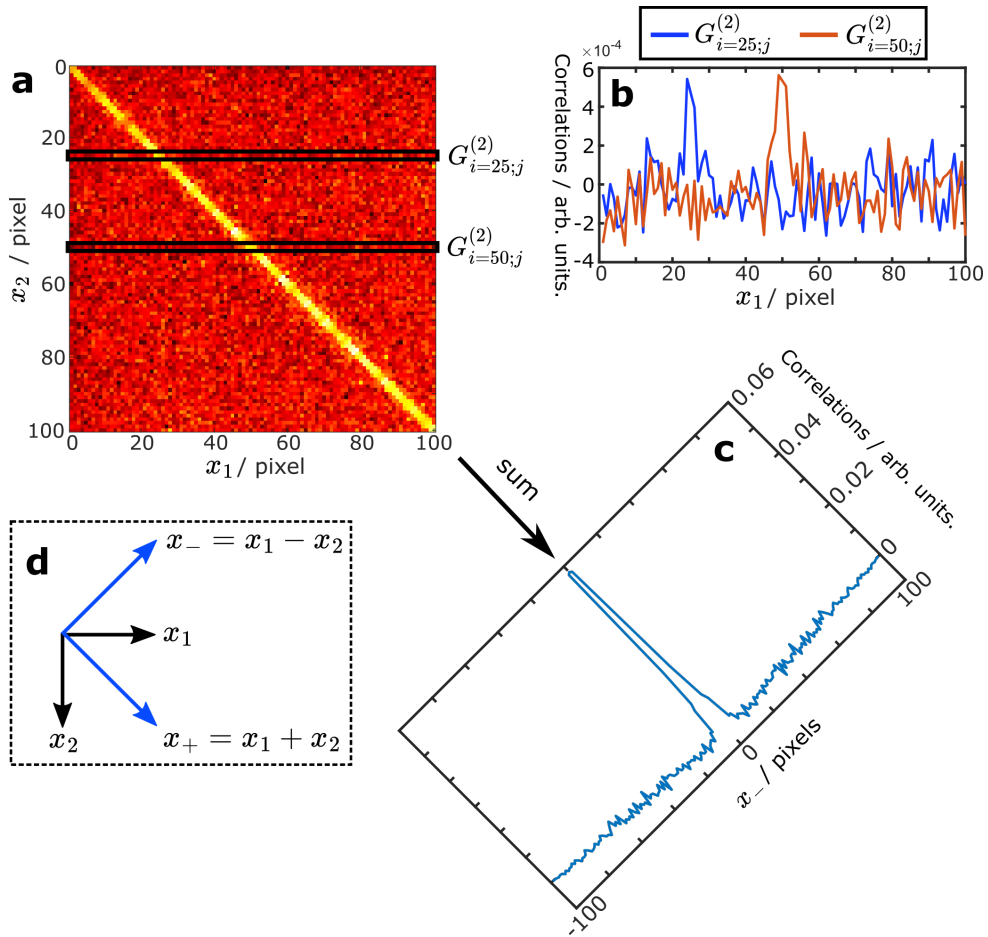 a
0
20
40
60
80
100
x₂ / pixel
0 20 40 60 80 100
x₁ / pixel
G⁽²⁾ᵢ₌₂₅;ⱼ
G⁽²⁾ᵢ₌₅₀;ⱼ
G⁽²⁾ᵢ₌₂₅;ⱼ G⁽²⁾ᵢ₌₅₀;ⱼ
×10⁻⁴
b
Correlations /
arb. units.
6
4
2
0
-2
-4
0 20 40 60 80 100
x₁ / pixel
sum
c
Correlations / arb. units.
0.06
0.04
0.02
0
100
0
-100
x₋ / pixels
d
x₋ = x₁ − x₂
x₁
x₂
x₊ = x₁ + x₂